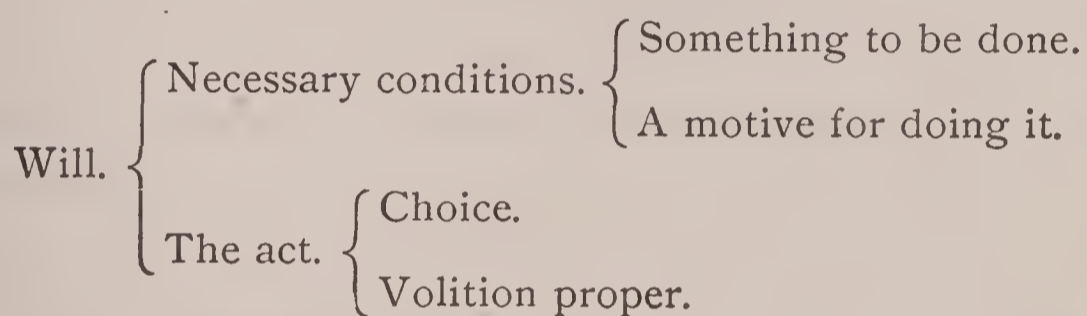 Something to be done.
Necessary conditions.
A motive for doing it.
Will.
Choice.
The act.
Volition proper.